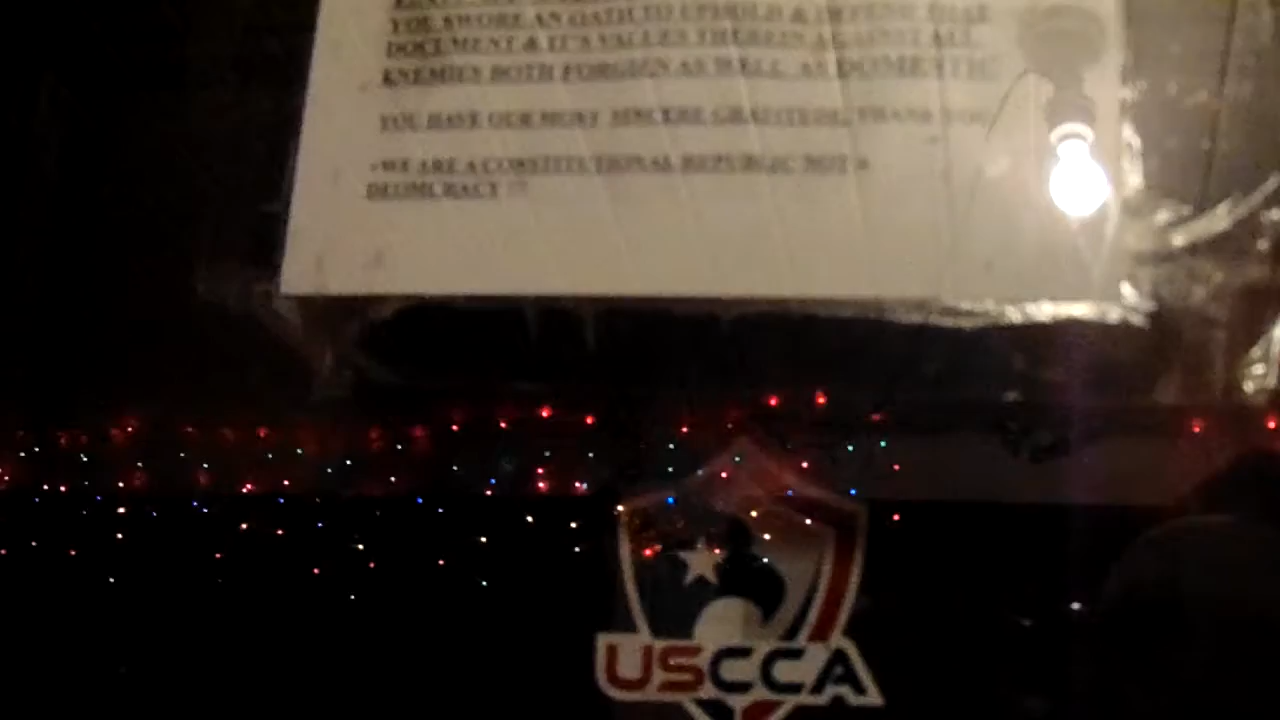 YOU SWORE AN OATH TO UPHOLD & DEFEND THAT
DOCUMENT & IT'S VALUES THEREIN AGAINST ALL
ENEMIES BOTH FORGIEN AS WELL AS DOMESTIC
YOU HAVE OUR MOST SINCERE GRATITUDE, THANK YOU
WE ARE A CONSTITUTIONAL REPUBLIC NOT a
DEOMCRACY !!!
USCCA